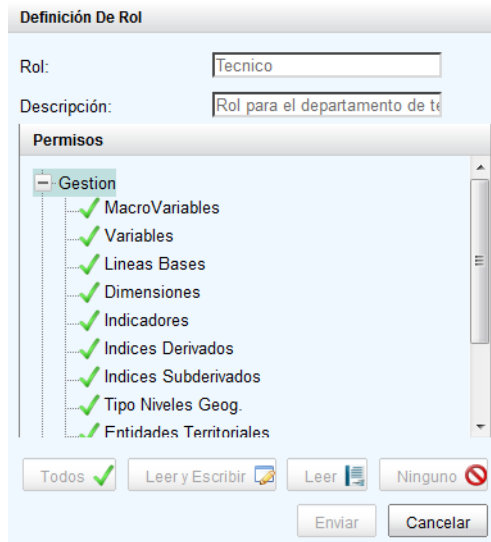 Definición De Rol
Rol: Tecnico
Descripción: Rol para el departamento de te
Permisos
Gestion
MacroVariables
Variables
Lineas Bases
Dimensiones
Indicadores
Indices Derivados
Indices Subderivados
Tipo Niveles Geog.
Entidades Territoriales
Todos Leer y Escribir Leer Ninguno
Enviar Cancelar